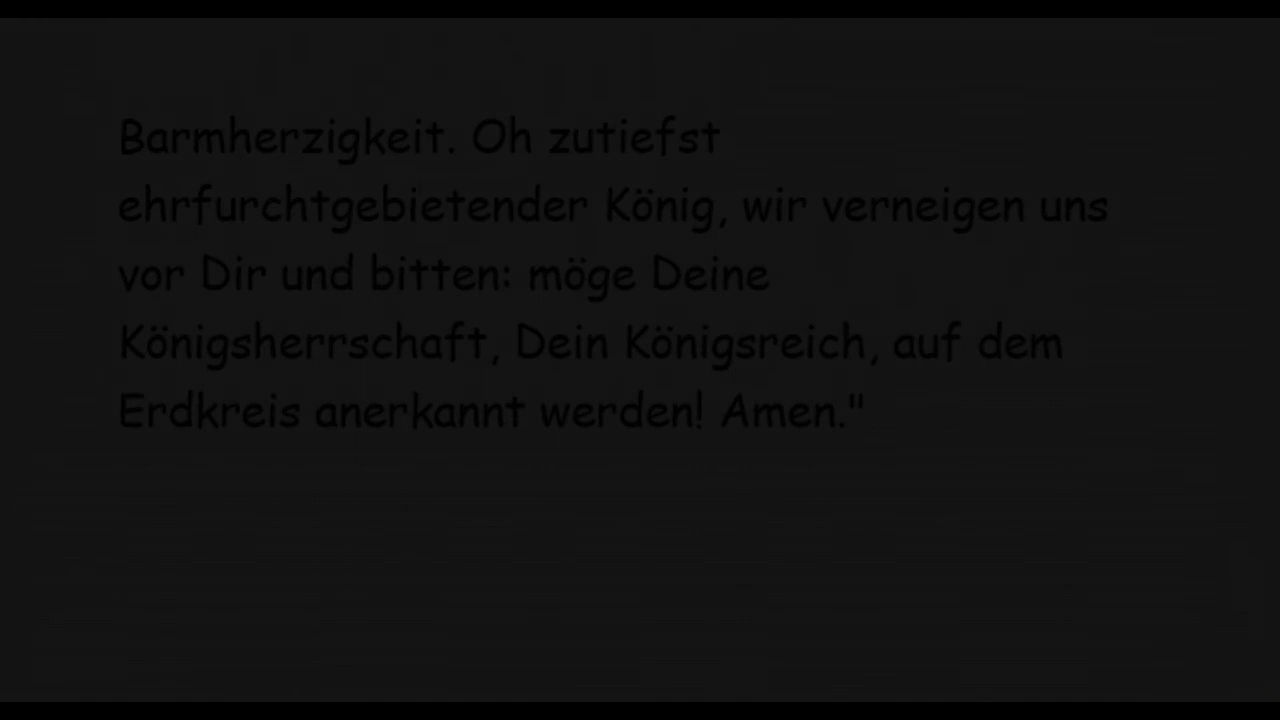 Barmherzigkeit. Oh zutiefst
ehrfurchtgebietender König, wir verneigen uns
vor Dir und bitten: möge Deine
Königsherrschaft, Dein Königsreich, auf dem
Erdkreis anerkannt werden! Amen."